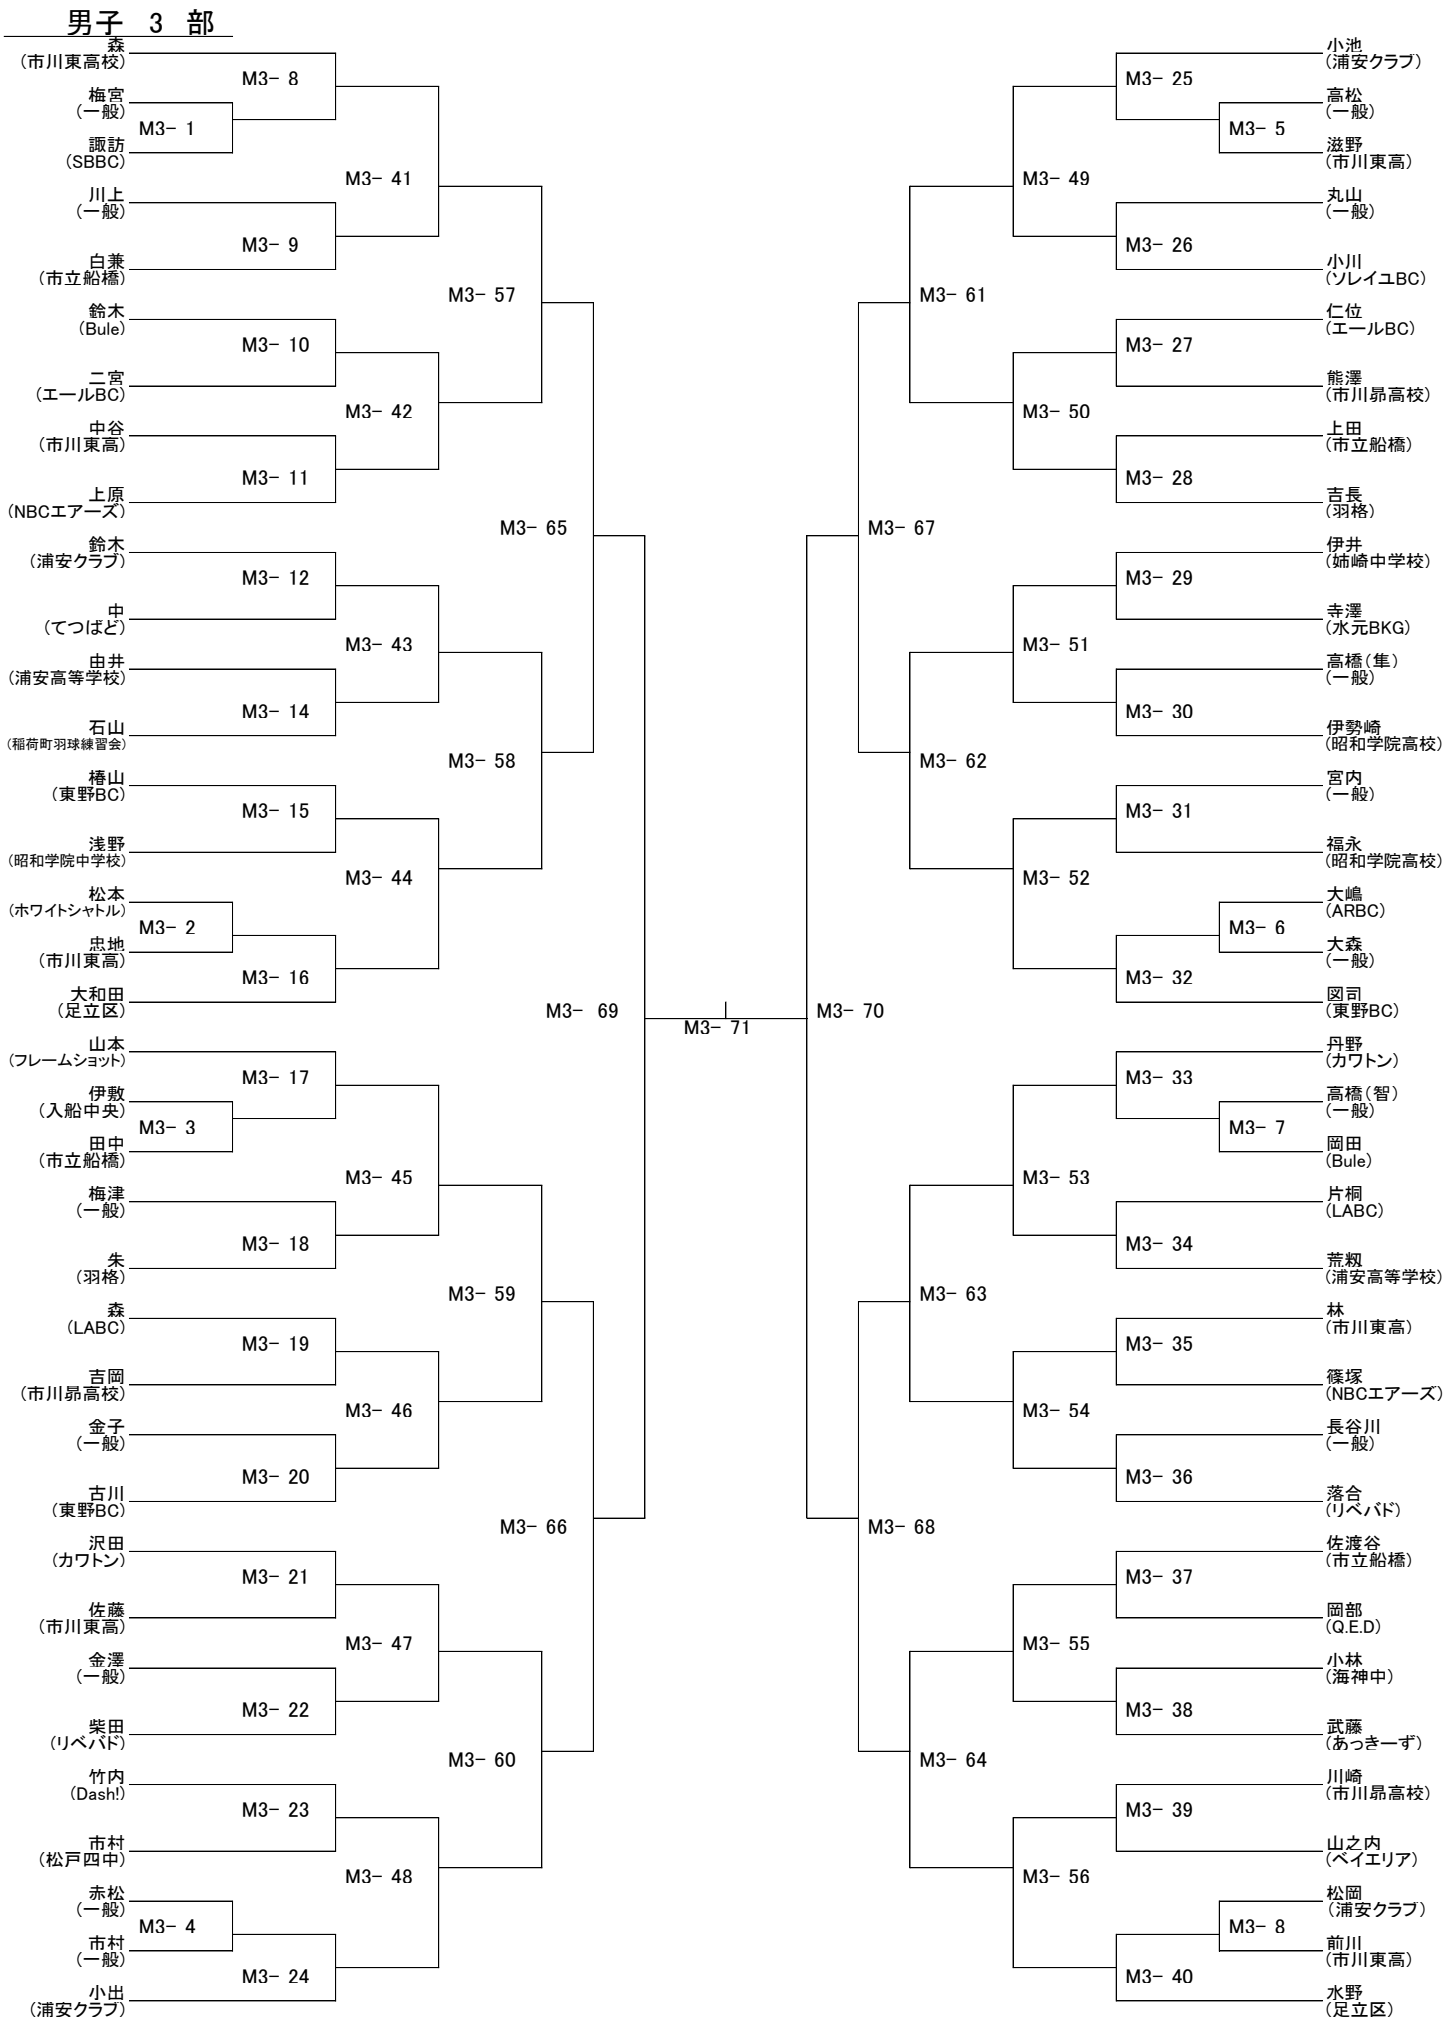 男子 3 部
森
(市川東高校)
M3- 8
梅宮
(一般)
M3- 1
諏訪
(SBBC)
M3- 41
川上
(一般)
M3- 9
白兼
(市立船橋)
M3- 57
鈴木
(Bule)
M3- 10
二宮
(エールBC)
M3- 42
中谷
(市川東高)
M3- 11
上原
(NBCエアーズ)
M3- 65
鈴木
(浦安クラブ)
M3- 12
中
(てつばど)
M3- 43
由井
(浦安高等学校)
M3- 14
石山
(稲荷町羽球練習会)
M3- 58
椿山
(東野BC)
M3- 15
浅野
(昭和学院中学校)
M3- 44
松本
(ホワイトシャトル)
M3- 2
忠地
(市川東高)
M3- 16
大和田
(足立区)
M3- 69
M3- 71
山本
(フレームショット)
M3- 17
伊敷
(入船中央)
M3- 3
田中
(市立船橋)
M3- 45
梅津
(一般)
M3- 18
朱
(羽格)
M3- 59
森
(LABC)
M3- 19
吉岡
(市川昴高校)
M3- 46
金子
(一般)
M3- 20
古川
(東野BC)
M3- 66
沢田
(カワトン)
M3- 21
佐藤
(市川東高)
M3- 47
金澤
(一般)
M3- 22
柴田
(リベバド)
M3- 60
竹内
(Dash!)
M3- 23
市村
(松戸四中)
M3- 48
赤松
(一般)
M3- 4
市村
(一般)
M3- 24
小出
(浦安クラブ)
小池
(浦安クラブ)
M3- 25
高松
(一般)
M3- 5
滋野
(市川東高)
M3- 49
丸山
(一般)
M3- 26
小川
(ソレイユBC)
M3- 61
仁位
(エールBC)
M3- 27
熊澤
(市川昴高校)
M3- 50
上田
(市立船橋)
M3- 28
吉長
(羽格)
M3- 67
伊井
(姉崎中学校)
M3- 29
寺澤
(水元BKG)
M3- 51
高橋(隼)
(一般)
M3- 30
伊勢崎
(昭和学院高校)
M3- 62
宮内
(一般)
M3- 31
福永
(昭和学院高校)
M3- 52
大嶋
(ARBC)
M3- 6
大森
(一般)
M3- 32
図司
(東野BC)
M3- 70
丹野
(カワトン)
M3- 33
高橋(智)
(一般)
M3- 7
岡田
(Bule)
M3- 53
片桐
(LABC)
M3- 34
荒籾
(浦安高等学校)
M3- 63
林
(市川東高)
M3- 35
篠塚
(NBCエアーズ)
M3- 54
長谷川
(一般)
M3- 36
落合
(リベバド)
M3- 68
佐渡谷
(市立船橋)
M3- 37
岡部
(Q.E.D)
M3- 55
小林
(海神中)
M3- 38
武藤
(あっきーず)
M3- 64
川崎
(市川昴高校)
M3- 39
山之内
(ベイエリア)
M3- 56
松岡
(浦安クラブ)
M3- 8
前川
(市川東高)
M3- 40
水野
(足立区)